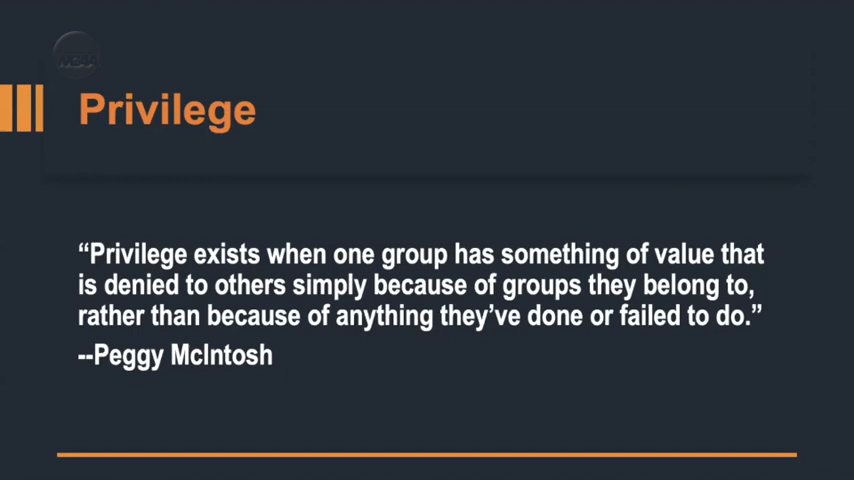 NCAA
Privilege
“Privilege exists when one group has something of value that
is denied to others simply because of groups they belong to,
rather than because of anything they’ve done or failed to do.”
--Peggy McIntosh